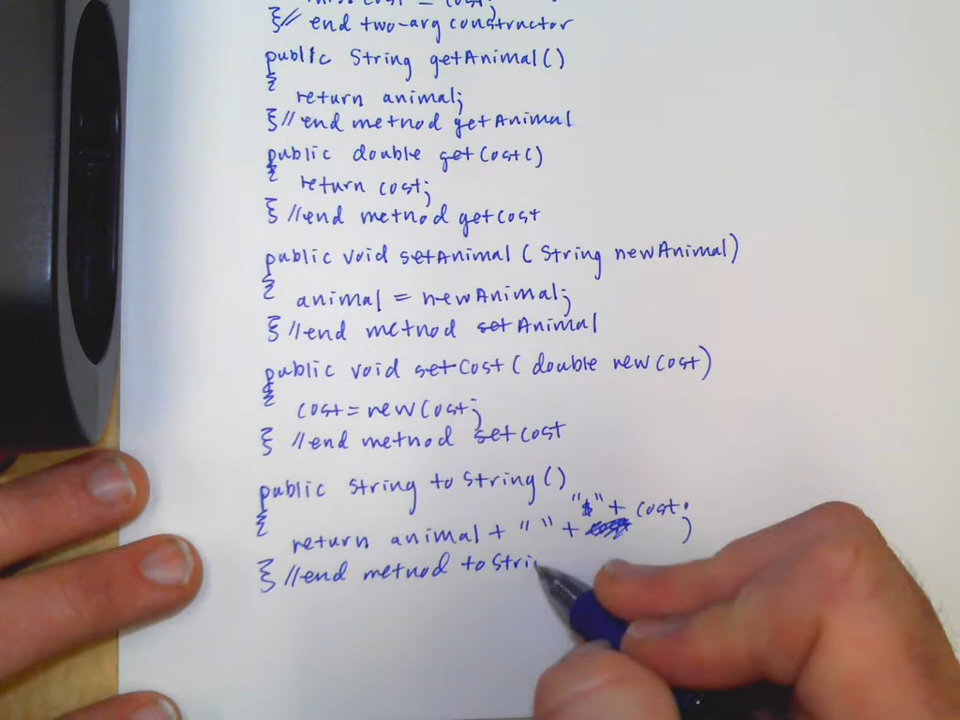 } // end two-arg constructor
public String getAnimal()
{
return animal;
} // end method getAnimal
public double getCost()
{
return cost;
} // end method getCost
public void setAnimal (String newAnimal)
{
animal = newAnimal;
} // end method setAnimal
public void setCost (double newCost)
{
cost = newCost;
} // end method setCost
public String toString()
{
return animal + " " + "$" + cost;
} // end method toStri